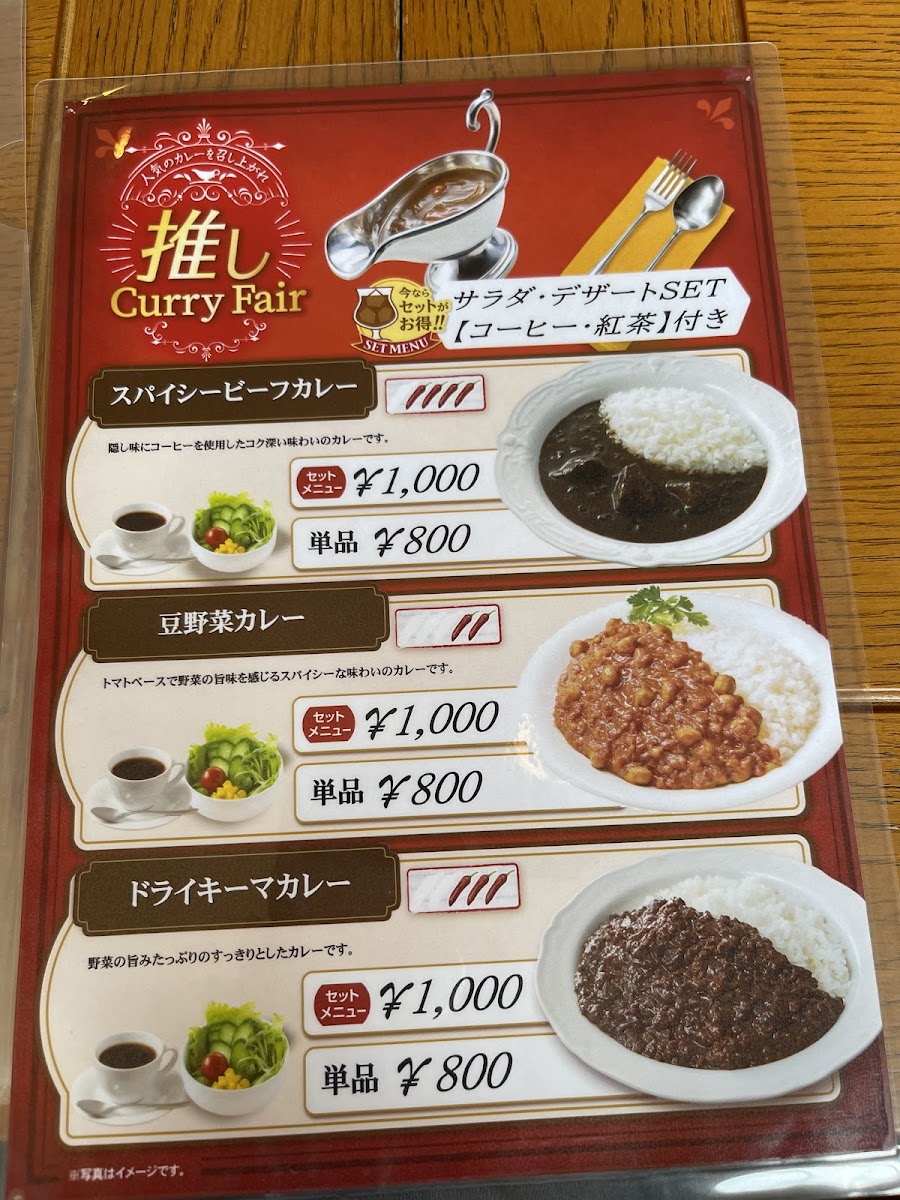 人気のカレーを召し上がれ
推し
Curry Fair
今なら
セットが
お得!!
SET MENU
サラダ・デザートSET
【コーヒー・紅茶】付き
スパイシービーフカレー
隠し味にコーヒーを使用したコク深い味わいのカレーです。
セット
メニュー
¥1,000
単品 ¥800
豆野菜カレー
トマトベースで野菜の旨味を感じるスパイシーな味わいのカレーです。
セット
メニュー
¥1,000
単品 ¥800
ドライキーマカレー
野菜の旨みたっぷりのすっきりとしたカレーです。
セット
メニュー
¥1,000
単品 ¥800
※写真はイメージです。